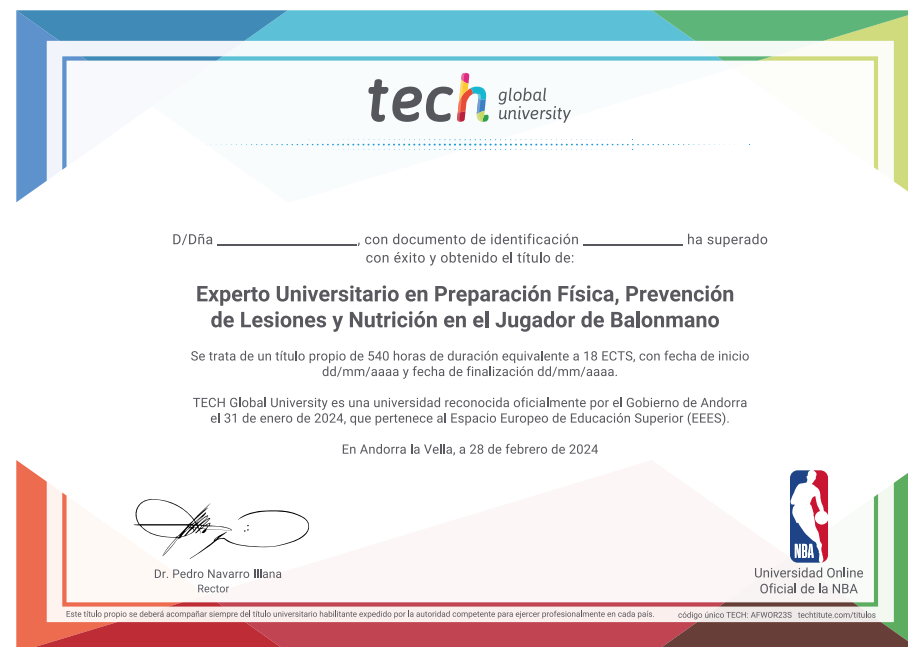 tech global university
D/Dña ____________________, con documento de identificación ______________ ha superado
con éxito y obtenido el título de:
Experto Universitario en Preparación Física, Prevención
de Lesiones y Nutrición en el Jugador de Balonmano
Se trata de un título propio de 540 horas de duración equivalente a 18 ECTS, con fecha de inicio
dd/mm/aaaa y fecha de finalización dd/mm/aaaa.
TECH Global University es una universidad reconocida oficialmente por el Gobierno de Andorra
el 31 de enero de 2024, que pertenece al Espacio Europeo de Educación Superior (EEES).
En Andorra la Vella, a 28 de febrero de 2024
Dr. Pedro Navarro Illana
Rector
NBA
Universidad Online
Oficial de la NBA
Este título propio se deberá acompañar siempre del título universitario habilitante expedido por la autoridad competente para ejercer profesionalmente en cada país.
código único TECH: AFWOR23S techtitute.com/titulos